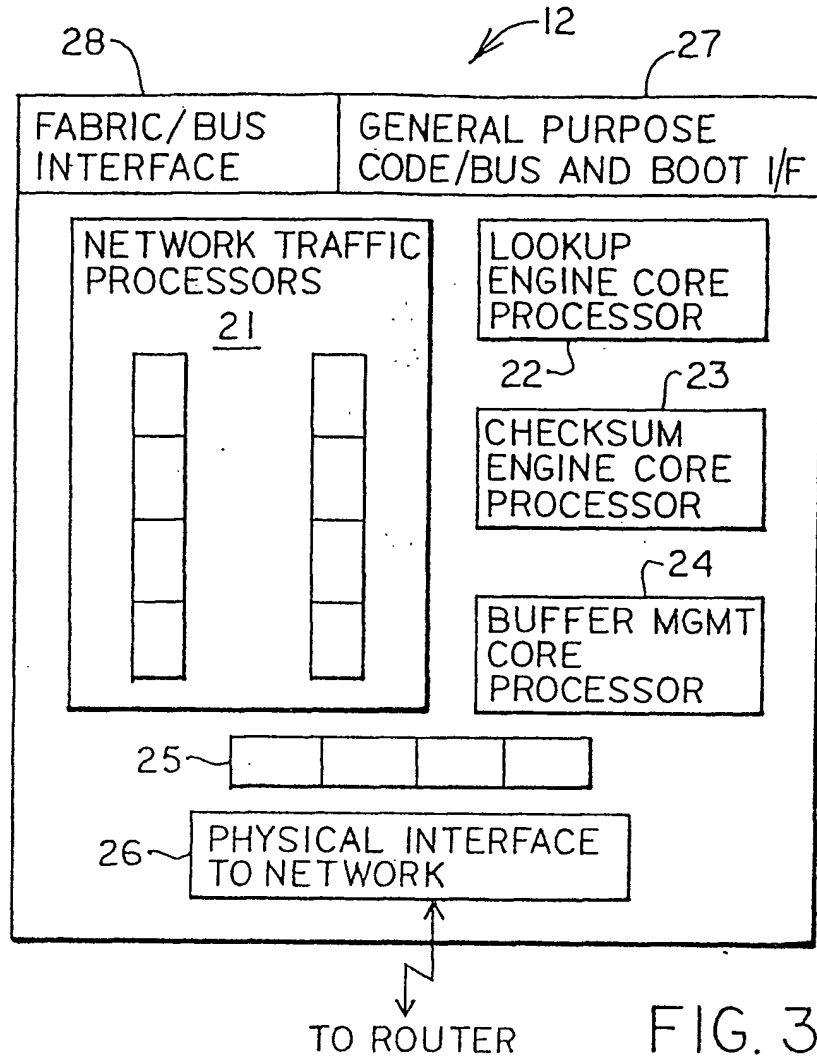 12
28
27
FABRIC/BUS
INTERFACE
GENERAL PURPOSE
CODE/BUS AND BOOT I/F
NETWORK TRAFFIC
PROCESSORS
21
LOOKUP
ENGINE CORE
PROCESSOR
22
23
CHECKSUM
ENGINE CORE
PROCESSOR
24
BUFFER MGMT
CORE
PROCESSOR
25
26
PHYSICAL INTERFACE
TO NETWORK
TO ROUTER
FIG. 3